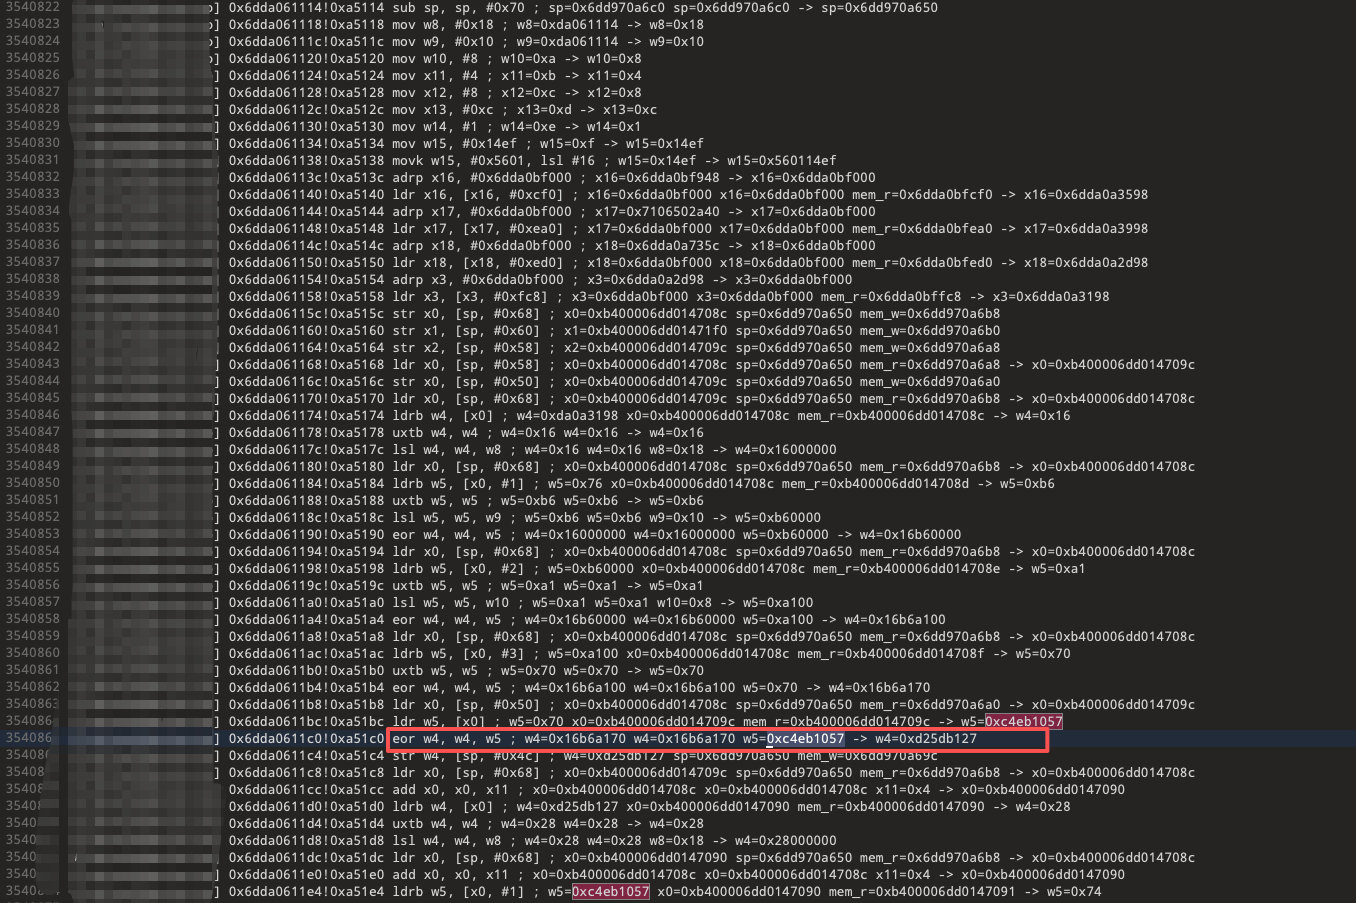 3540822 ] 0x6dda061114!0xa5114 sub sp, sp, #0x70 ; sp=0x6dd970a6c0 sp=0x6dd970a6c0 -> sp=0x6dd970a650
3540823 ] 0x6dda061118!0xa5118 mov w8, #0x18 ; w8=0xda061114 -> w8=0x18
3540824 ] 0x6dda06111c!0xa511c mov w9, #0x10 ; w9=0x6dda061114 -> w9=0x10
3540825 ] 0x6dda061120!0xa5120 mov w10, #8 ; w10=0xa -> w10=0x8
3540826 ] 0x6dda061124!0xa5124 mov x11, #4 ; x11=0xb -> x11=0x4
3540827 ] 0x6dda061128!0xa5128 mov x12, #8 ; x12=0xc -> x12=0x8
3540828 ] 0x6dda06112c!0xa512c mov x13, #0xc ; x13=0xd -> x13=0xc
3540829 ] 0x6dda061130!0xa5130 mov w14, #1 ; w14=0xe -> w14=0x1
3540830 ] 0x6dda061134!0xa5134 mov w15, #0x14ef ; w15=0xf -> w15=0x14ef
3540831 ] 0x6dda061138!0xa5138 movk w15, #0x5601, lsl #16 ; w15=0x14ef -> w15=0x560114ef
3540832 0x6dda06113c!0xa513c adrp x16, #0x6dda0bf000 ; x16=0x6dda0bf948 -> x16=0x6dda0bf000
3540833 0x6dda061140!0xa5140 ldr x16, [x16, #0xcf0] ; x16=0x6dda0bf000 x16=0x6dda0bf000 mem_r=0x6dda0bfcf0 -> x16=0x6dda0a3598
3540834 0x6dda061144!0xa5144 adrp x17, #0x6dda0bf000 ; x17=0x7106502a40 -> x17=0x6dda0bf000
3540835 0x6dda061148!0xa5148 ldr x17, [x17, #0xea0] ; x17=0x6dda0bf000 x17=0x6dda0bf000 mem_r=0x6dda0bfea0 -> x17=0x6dda0a3998
3540836 0x6dda06114c!0xa514c adrp x18, #0x6dda0bf000 ; x18=0x6dda0a735c -> x18=0x6dda0bf000
3540837 0x6dda061150!0xa5150 ldr x18, [x18, #0xed0] ; x18=0x6dda0bf000 x18=0x6dda0bf000 mem_r=0x6dda0bfed0 -> x18=0x6dda0a2d98
3540838 0x6dda061154!0xa5154 adrp x3, #0x6dda0bf000 ; x3=0x6dda0a2d98 -> x3=0x6dda0bf000
3540839 0x6dda061158!0xa5158 ldr x3, [x3, #0xfc8] ; x3=0x6dda0bf000 x3=0x6dda0bf000 mem_r=0x6dda0bffc8 -> x3=0x6dda0a3198
3540840 0x6dda06115c!0xa515c str x0, [sp, #0x68] ; x0=0xb400006dd014708c sp=0x6dd970a650 mem_w=0x6dd970a6b8
3540841 0x6dda061160!0xa5160 str x1, [sp, #0x60] ; x1=0xb400006dd01471f0 sp=0x6dd970a650 mem_w=0x6dd970a6b0
3540842 0x6dda061164!0xa5164 str x2, [sp, #0x58] ; x2=0xb400006dd014709c sp=0x6dd970a650 mem_w=0x6dd970a6a8
3540843 ] 0x6dda061168!0xa5168 ldr x0, [sp, #0x58] ; x0=0xb400006dd014708c sp=0x6dd970a650 mem_r=0x6dd970a6a8 -> x0=0xb400006dd014709c
3540844 ] 0x6dda06116c!0xa516c str x0, [sp, #0x50] ; x0=0xb400006dd014709c sp=0x6dd970a650 mem_w=0x6dd970a6a0
3540845 ] 0x6dda061170!0xa5170 ldr x0, [sp, #0x68] ; x0=0xb400006dd014709c sp=0x6dd970a650 mem_r=0x6dd970a6b8 -> x0=0xb400006dd014708c
3540846 ] 0x6dda061174!0xa5174 ldrb w4, [x0] ; w4=0xda0a3198 x0=0xb400006dd014708c mem_r=0xb400006dd014708c -> w4=0x16
3540847 ] 0x6dda061178!0xa5178 uxtb w4, w4 ; w4=0x16 w4=0x16 -> w4=0x16
3540848 ] 0x6dda06117c!0xa517c lsl w4, w4, w8 ; w4=0x16 w4=0x16 w8=0x18 -> w4=0x16000000
3540849 ] 0x6dda061180!0xa5180 ldr x0, [sp, #0x68] ; x0=0xb400006dd014708c sp=0x6dd970a650 mem_r=0x6dd970a6b8 -> x0=0xb400006dd014708c
3540850 ] 0x6dda061184!0xa5184 ldrb w5, [x0, #1] ; w5=0x76 x0=0xb400006dd014708c mem_r=0xb400006dd014708d -> w5=0xb6
3540851 ] 0x6dda061188!0xa5188 uxtb w5, w5 ; w5=0xb6 w5=0xb6 -> w5=0xb6
3540852 ] 0x6dda06118c!0xa518c lsl w5, w5, w9 ; w5=0xb6 w5=0xb6 w9=0x10 -> w5=0xb60000
3540853 ] 0x6dda061190!0xa5190 eor w4, w4, w5 ; w4=0x16000000 w4=0x16000000 w5=0xb60000 -> w4=0x16b60000
3540854 ] 0x6dda061194!0xa5194 ldr x0, [sp, #0x68] ; x0=0xb400006dd014708c sp=0x6dd970a650 mem_r=0x6dd970a6b8 -> x0=0xb400006dd014708c
3540855 ] 0x6dda061198!0xa5198 ldrb w5, [x0, #2] ; w5=0xb60000 x0=0xb400006dd014708c mem_r=0xb400006dd014708e -> w5=0xa1
3540856 ] 0x6dda06119c!0xa519c uxtb w5, w5 ; w5=0xa1 w5=0xa1 -> w5=0xa1
3540857 ] 0x6dda0611a0!0xa51a0 lsl w5, w5, w10 ; w5=0xa1 w5=0xa1 w10=0x8 -> w5=0xa100
3540858 ] 0x6dda0611a4!0xa51a4 eor w4, w4, w5 ; w4=0x16b60000 w4=0x16b60000 w5=0xa100 -> w4=0x16b6a100
3540859 ] 0x6dda0611a8!0xa51a8 ldr x0, [sp, #0x68] ; x0=0xb400006dd014708c sp=0x6dd970a650 mem_r=0x6dd970a6b8 -> x0=0xb400006dd014708c
3540860 ] 0x6dda0611ac!0xa51ac ldrb w5, [x0, #3] ; w5=0xa100 x0=0xb400006dd014708c mem_r=0xb400006dd014708f -> w5=0x70
3540861 ] 0x6dda0611b0!0xa51b0 uxtb w5, w5 ; w5=0x70 w5=0x70 -> w5=0x70
3540862 ] 0x6dda0611b4!0xa51b4 eor w4, w4, w5 ; w4=0x16b6a100 w4=0x16b6a100 w5=0x70 -> w4=0x16b6a170
3540863 ] 0x6dda0611b8!0xa51b8 ldr x0, [sp, #0x50] ; x0=0xb400006dd014708c sp=0x6dd970a650 mem_r=0x6dd970a6a0 -> x0=0xb400006dd014709c
354086 ] 0x6dda0611bc!0xa51bc ldr w5, [x0] ; w5=0x70 x0=0xb400006dd014709c mem_r=0xb400006dd014709c -> w5=0xc4eb1057
354086 ] 0x6dda0611c0!0xa51c0 eor w4, w4, w5 ; w4=0x16b6a170 w4=0x16b6a170 w5=0xc4eb1057 -> w4=0xd25db127
354086 ] 0x6dda0611c4!0xa51c4 str w4, [sp, #0x4c] ; w4=0xd25db127 sp=0x6dd970a650 mem_w=0x6dd970a69c
35408 ] 0x6dda0611c8!0xa51c8 ldr x0, [sp, #0x68] ; x0=0xb400006dd014709c sp=0x6dd970a650 mem_r=0x6dd970a6b8 -> x0=0xb400006dd014708c
35408 ] 0x6dda0611cc!0xa51cc add x0, x0, x11 ; x0=0xb400006dd014708c x0=0xb400006dd014708c x11=0x4 -> x0=0xb400006dd0147090
35408 0x6dda0611d0!0xa51d0 ldrb w4, [x0] ; w4=0xd25db127 x0=0xb400006dd0147090 mem_r=0xb400006dd0147090 -> w4=0x28
3540 0x6dda0611d4!0xa51d4 uxtb w4, w4 ; w4=0x28 w4=0x28 -> w4=0x28
3540 0x6dda0611d8!0xa51d8 lsl w4, w4, w8 ; w4=0x28 w4=0x28 w8=0x18 -> w4=0x28000000
3540 ] 0x6dda0611dc!0xa51dc ldr x0, [sp, #0x68] ; x0=0xb400006dd0147090 sp=0x6dd970a650 mem_r=0x6dd970a6b8 -> x0=0xb400006dd014708c
3540 ] 0x6dda0611e0!0xa51e0 add x0, x0, x11 ; x0=0xb400006dd014708c x0=0xb400006dd014708c x11=0x4 -> x0=0xb400006dd0147090
3540 ] 0x6dda0611e4!0xa51e4 ldrb w5, [x0, #1] ; w5=0xc4eb1057 x0=0xb400006dd0147090 mem_r=0xb400006dd0147091 -> w5=0x74